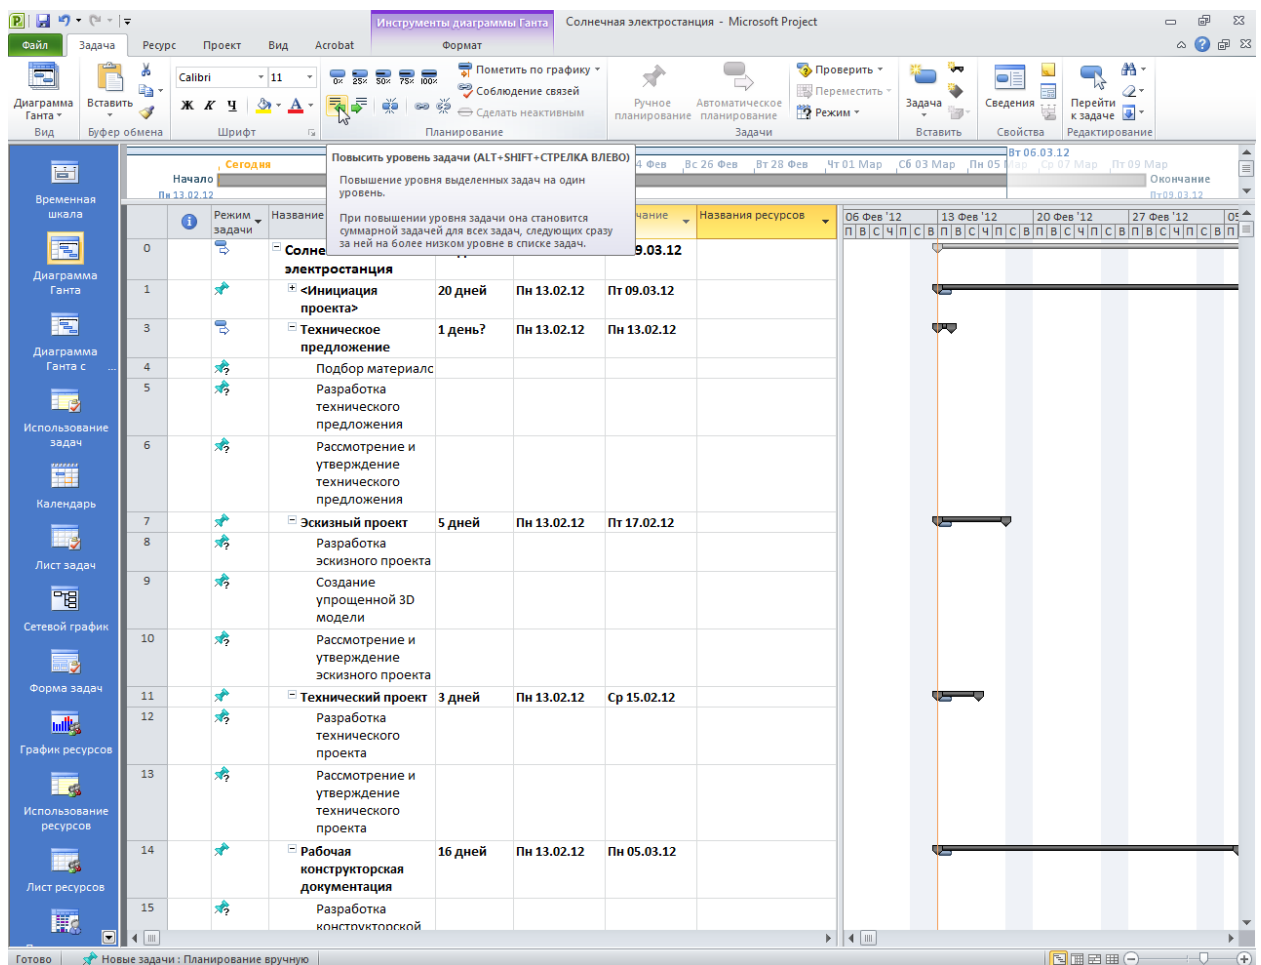 Инструменты диаграммы Ганта
Солнечная электростанция - Microsoft Project
Файл Задача Ресурс Проект Вид Acrobat Формат
Диаграмма Ганта
Вид
Вставить
Буфер обмена
Calibri 11
Ж К Ч
Шрифт
0% 25% 50% 75% 100%
Пометить по графику
Соблюдение связей
Сделать неактивным
Планирование
Ручное планирование
Автоматическое планирование
Проверить
Переместить
Режим
Задачи
Задача
Вставить
Сведения
Свойства
Перейти к задаче
Редактирование
Повысить уровень задачи (ALT+SHIFT+СТРЕЛКА ВЛЕВО)
Повышение уровня выделенных задач на один
уровень.
При повышении уровня задачи она становится
суммарной задачей для всех задач, следующих сразу
за ней на более низком уровне в списке задач.
Вт 06.03.12
, Сегодня
4 Фев Вс 26 Фев Вт 28 Фев Чт 01 Мар Сб 03 Мар Пн 05 Мар Ср 07 Мар Пт 09 Мар
Начало
Пн 13.02.12
Окончание
Пт 09.03.12
Временная
шкала
Диаграмма
Ганта
Диаграмма
Ганта с ...
Использование
задач
Календарь
Лист задач
Сетевой график
Форма задач
График ресурсов
Использование
ресурсов
Лист ресурсов
Режим задачи Название чание Названия ресурсов
06 Фев '12 13 Фев '12 20 Фев '12 27 Фев '12 05
П В С Ч П С В П В С Ч П С В П В С Ч П С В П В С Ч П С В П
0 Солне 9.03.12
электростанция
1 <Инициация 20 дней Пн 13.02.12 Пт 09.03.12
проекта>
3 Техническое 1 день? Пн 13.02.12 Пн 13.02.12
предложение
4 Подбор материалс
5 Разработка
технического
предложения
6 Рассмотрение и
утверждение
технического
предложения
7 Эскизный проект 5 дней Пн 13.02.12 Пт 17.02.12
8 Разработка
эскизного проекта
9 Создание
упрощенной 3D
модели
10 Рассмотрение и
утверждение
эскизного проекта
11 Технический проект 3 дней Пн 13.02.12 Ср 15.02.12
12 Разработка
технического
проекта
13 Рассмотрение и
утверждение
технического
проекта
14 Рабочая 16 дней Пн 13.02.12 Пн 05.03.12
конструкторская
документация
15 Разработка
конструкторской
Готово Новые задачи : Планирование вручную